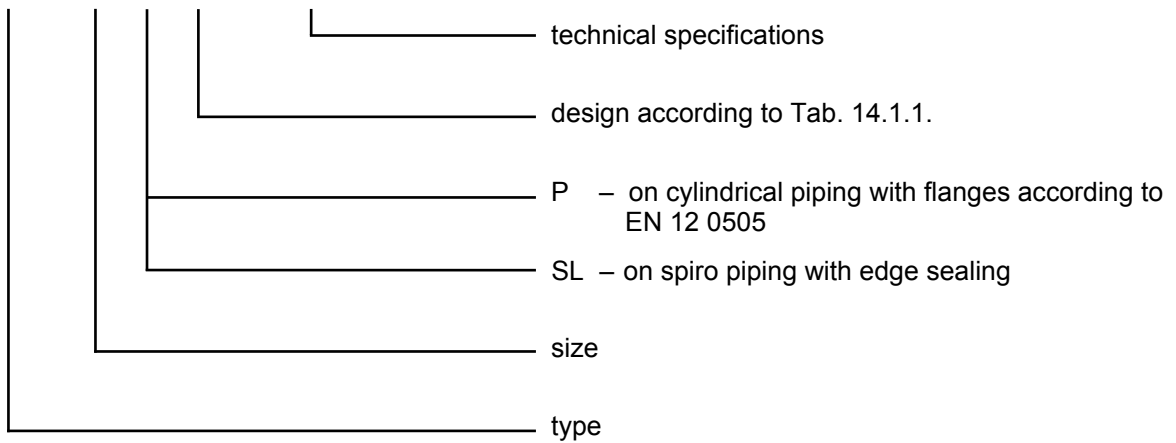 technical specifications
design according to Tab. 14.1.1.
P – on cylindrical piping with flanges according to
EN 12 0505
SL – on spiro piping with edge sealing
size
type